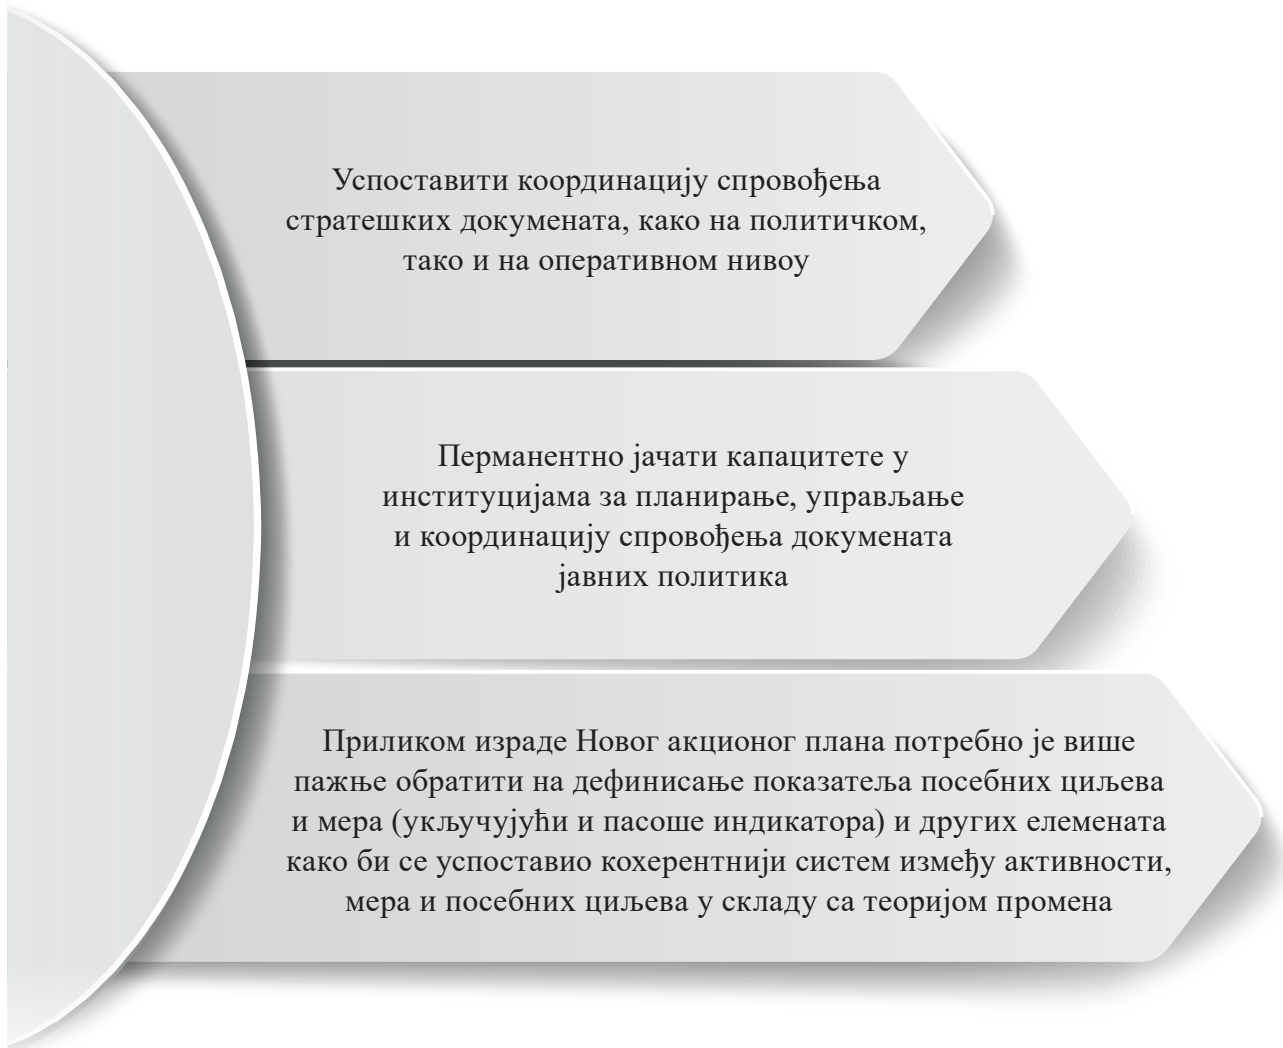 Успоставити координацију спровођења
стратешких докумената, како на политичком,
тако и на оперативном нивоу
Перманентно јачати капацитете у
институцијама за планирање, управљање
и координацију спровођења докумената
јавних политика
Приликом израде Новог акционог плана потребно је више
пажње обратити на дефинисање показатеља посебних циљева
и мера (укључујући и пасоше индикатора) и других елемената
како би се успоставио кохерентнији систем између активности,
мера и посебних циљева у складу са теоријом промена